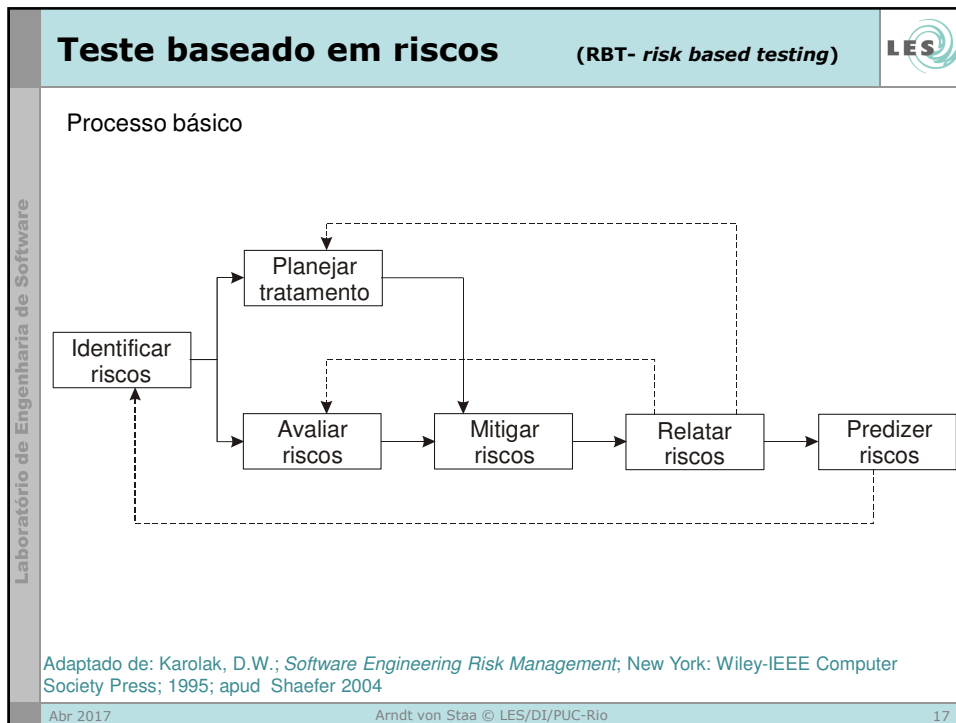 Teste baseado em riscos (RBT- risk based testing)
LES
Processo básico
Laboratório de Engenharia de Software
Planejar
tratamento
Identificar
riscos
Avaliar
riscos
Mitigar
riscos
Relatar
riscos
Predizer
riscos
Adaptado de: Karolak, D.W.; Software Engineering Risk Management; New York: Wiley-IEEE Computer
Society Press; 1995; apud Shaefer 2004
Abr 2017 Arndt von Staa © LES/DI/PUC-Rio 17